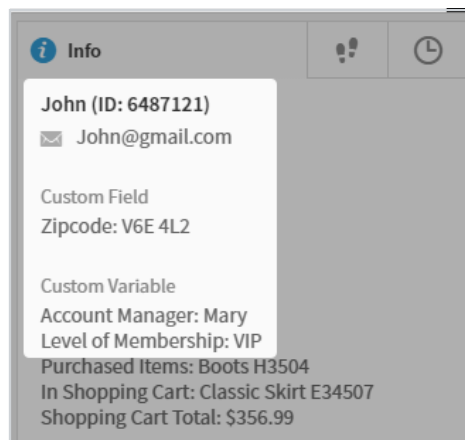 Info
John (ID: 6487121)
John@gmail.com
Custom Field
Zipcode: V6E 4L2
Custom Variable
Account Manager: Mary
Level of Membership: VIP
Purchased Items: Boots H3504
In Shopping Cart: Classic Skirt E34507
Shopping Cart Total: $356.99